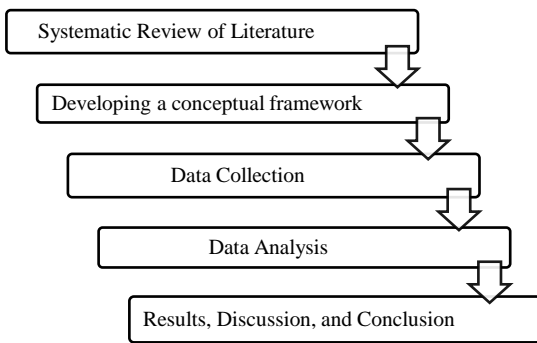 Systematic Review of Literature
Developing a conceptual framework
Data Collection
Data Analysis
Results, Discussion, and Conclusion